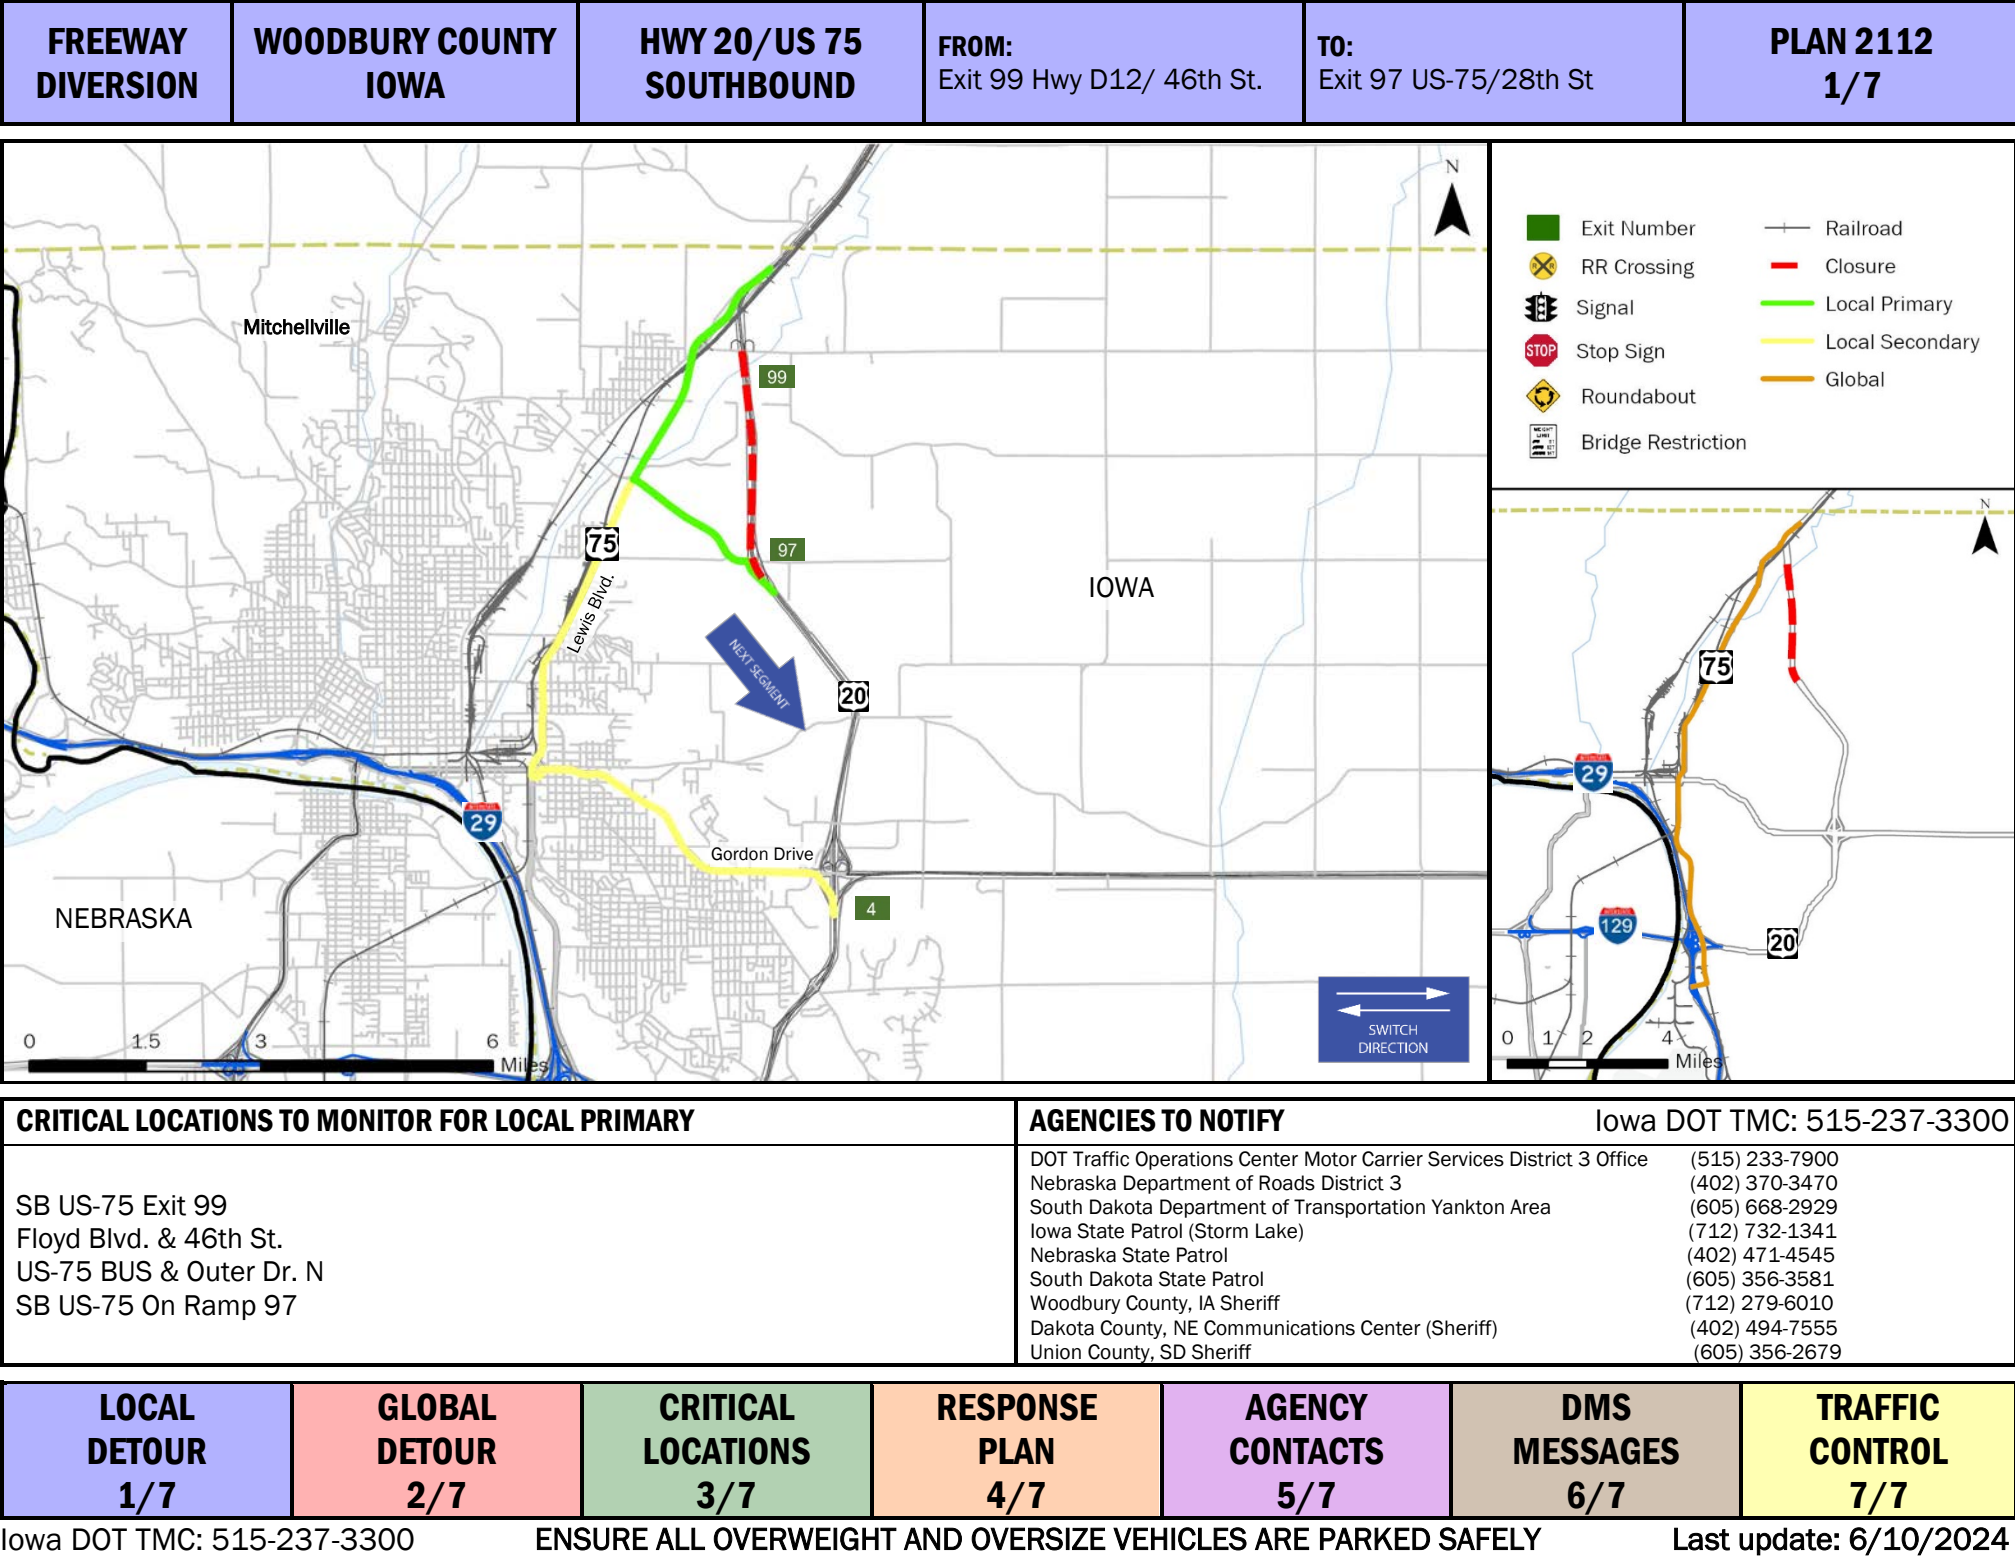 FREEWAY
DIVERSION
WOODBURY COUNTY
IOWA
HWY 20/US 75
SOUTHBOUND
FROM:
Exit 99 Hwy D12/ 46th St.
TO:
Exit 97 US-75/28th St
PLAN 2112
1/7
N
Mitchellville
99
75
97
Lewis Blvd.
IOWA
NEXT SEGMENT
20
29
Gordon Drive
4
NEBRASKA
SWITCH
DIRECTION
0 1.5 3 6
Miles
Exit Number
RR Crossing
Signal
STOP Stop Sign
Roundabout
Bridge Restriction
Railroad
Closure
Local Primary
Local Secondary
Global
N
75
29
129
20
0 1 2 4
Miles
CRITICAL LOCATIONS TO MONITOR FOR LOCAL PRIMARY
SB US-75 Exit 99
Floyd Blvd. & 46th St.
US-75 BUS & Outer Dr. N
SB US-75 On Ramp 97
AGENCIES TO NOTIFY Iowa DOT TMC: 515-237-3300
DOT Traffic Operations Center Motor Carrier Services District 3 Office (515) 233-7900
Nebraska Department of Roads District 3 (402) 370-3470
South Dakota Department of Transportation Yankton Area (605) 668-2929
Iowa State Patrol (Storm Lake) (712) 732-1341
Nebraska State Patrol (402) 471-4545
South Dakota State Patrol (605) 356-3581
Woodbury County, IA Sheriff (712) 279-6010
Dakota County, NE Communications Center (Sheriff) (402) 494-7555
Union County, SD Sheriff (605) 356-2679
LOCAL
DETOUR
1/7
GLOBAL
DETOUR
2/7
CRITICAL
LOCATIONS
3/7
RESPONSE
PLAN
4/7
AGENCY
CONTACTS
5/7
DMS
MESSAGES
6/7
TRAFFIC
CONTROL
7/7
Iowa DOT TMC: 515-237-3300 ENSURE ALL OVERWEIGHT AND OVERSIZE VEHICLES ARE PARKED SAFELY Last update: 6/10/2024